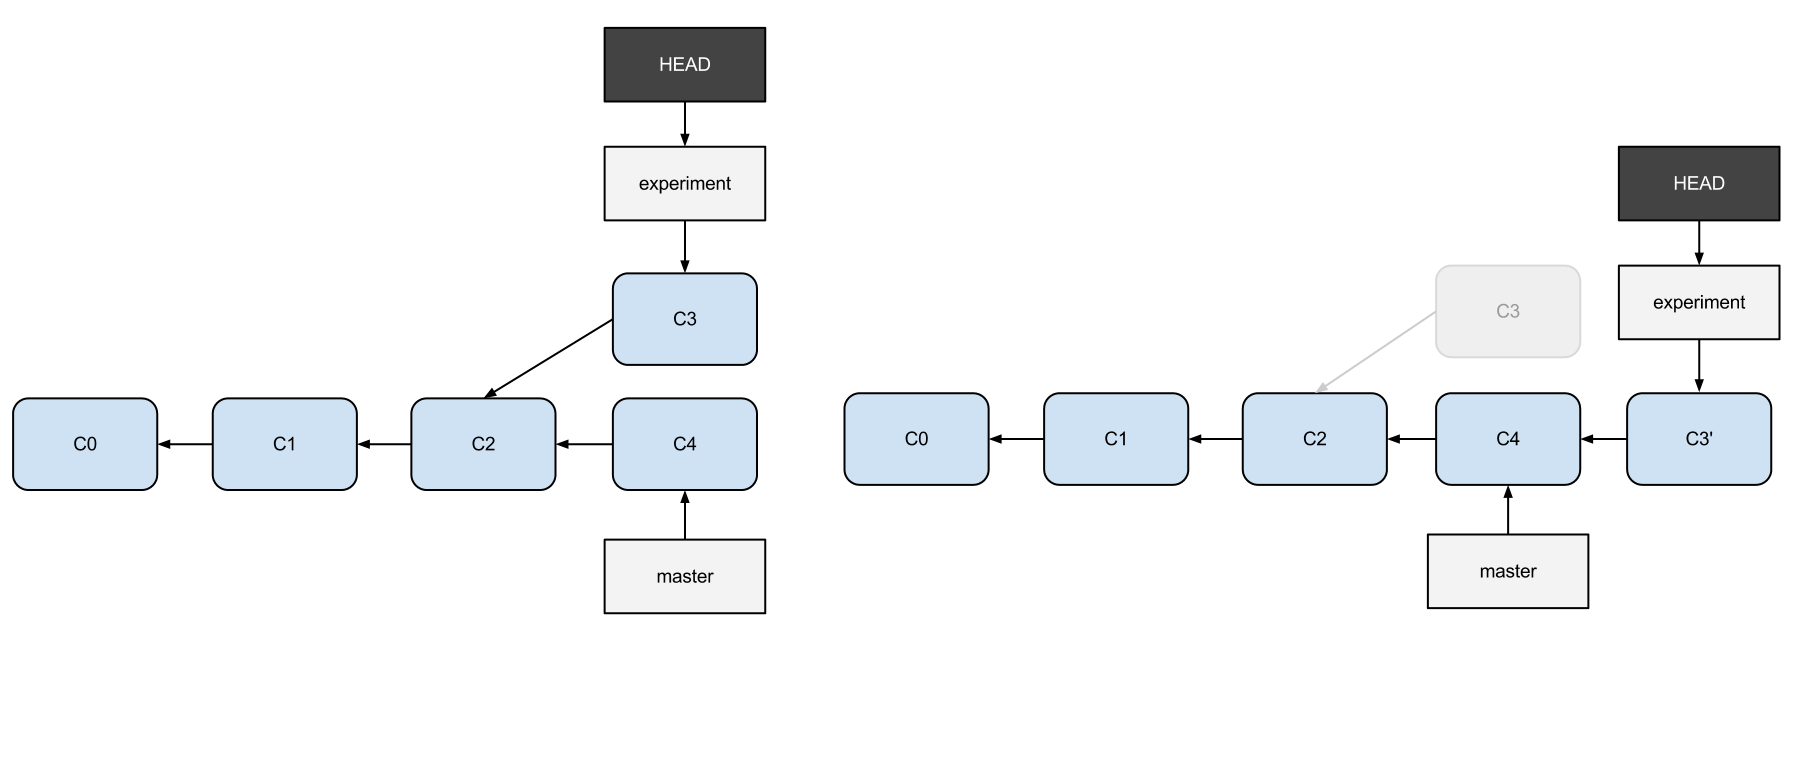 HEAD
experiment
C3
C0
C1
C2
C4
master
HEAD
C3
experiment
C0
C1
C2
C4
C3'
master